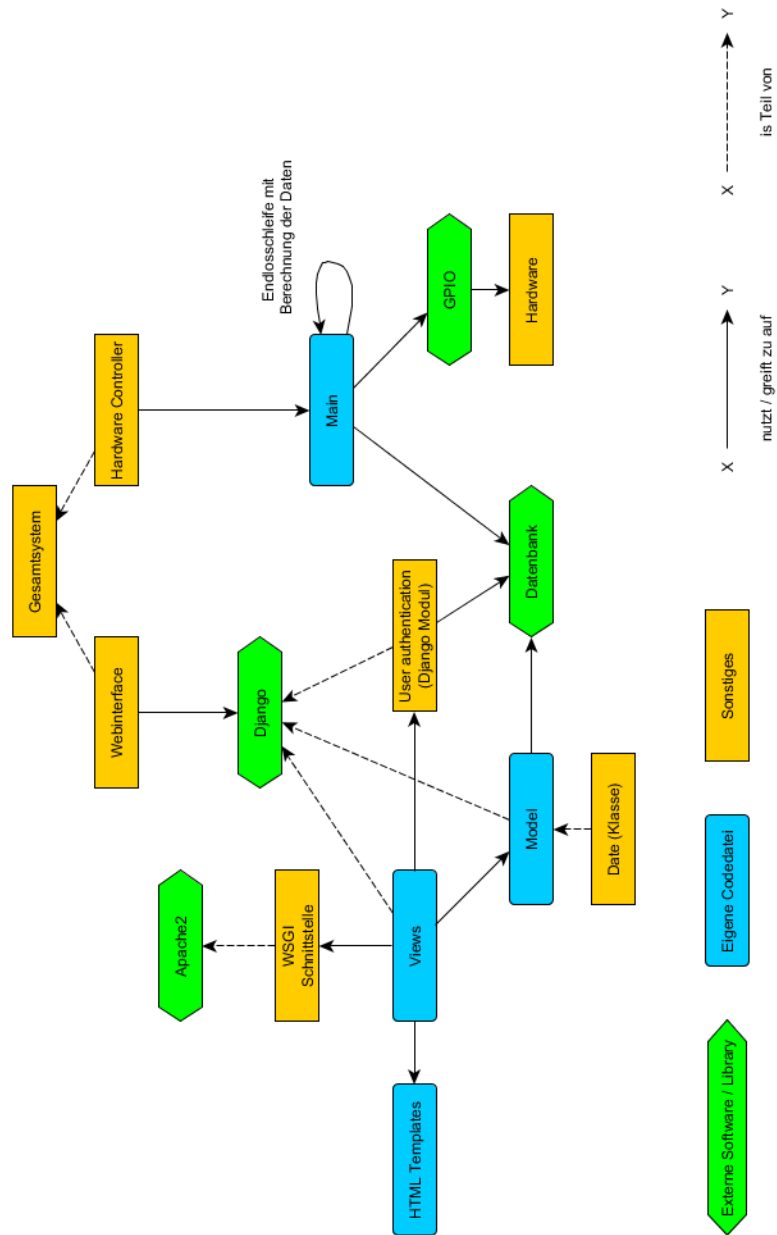 Gesamtsystem
Webinterface
Hardware Controller
Apache2
Django
Endlosschleife mit
Berechnung der Daten
WSGI
Schnittstelle
Main
HTML Templates
Views
User authentication
(Django Modul)
GPIO
Model
Datenbank
Hardware
Date (Klasse)
Externe Software / Library
Eigene Codedatei
Sonstiges
X
Y
nutzt / greift zu auf
X
Y
is Teil von